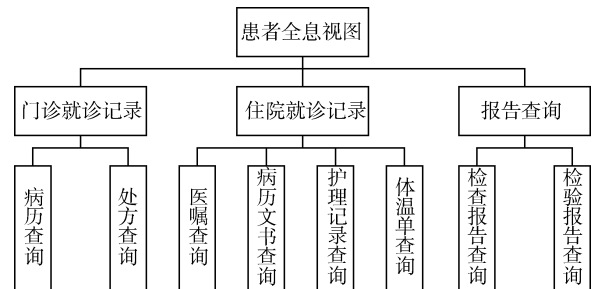 患者全息视图
门诊就诊记录
住院就诊记录
报告查询
病历查询
处方查询
医嘱查询
病历文书查询
护理记录查询
体温单查询
检查报告查询
检验报告查询